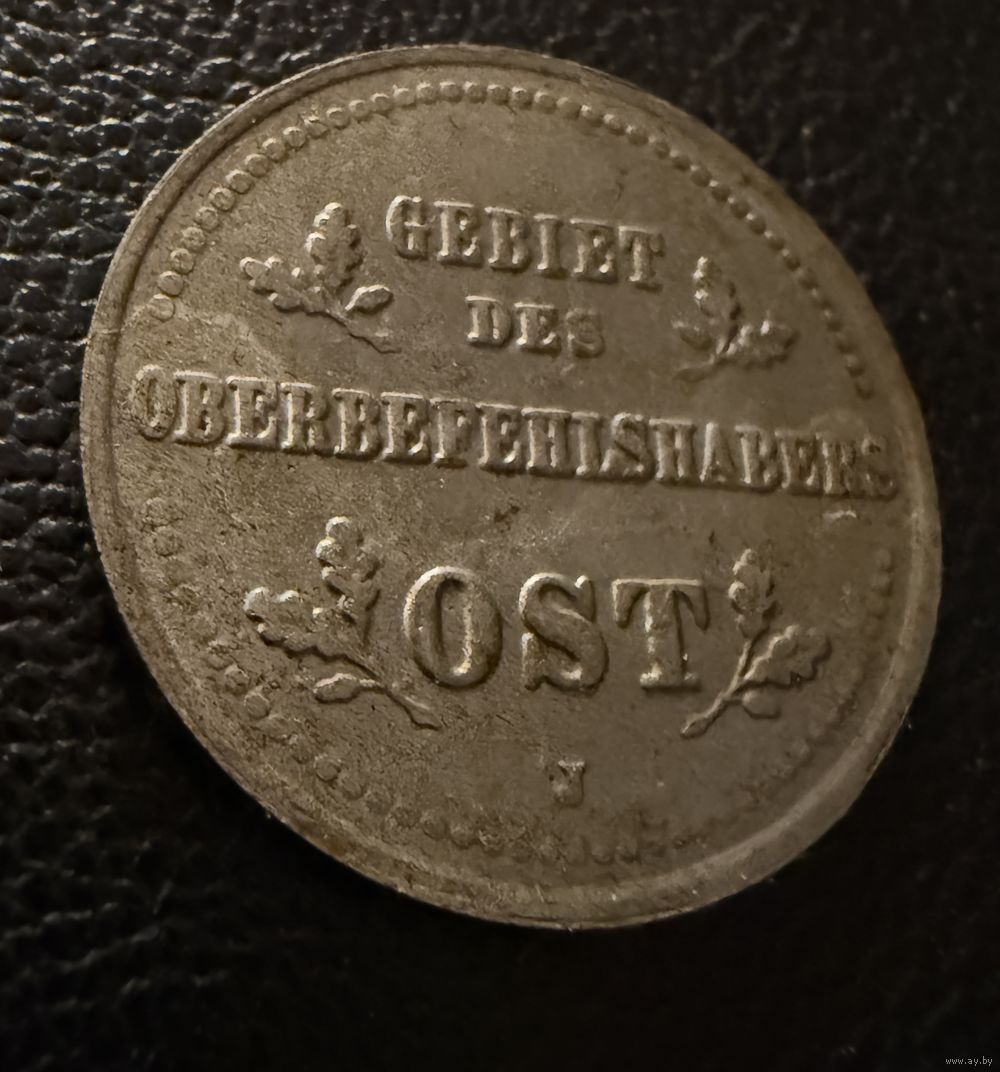 GEBIET
DES
OBERBEFEHLSHABERS
OST
J
www.ay.by